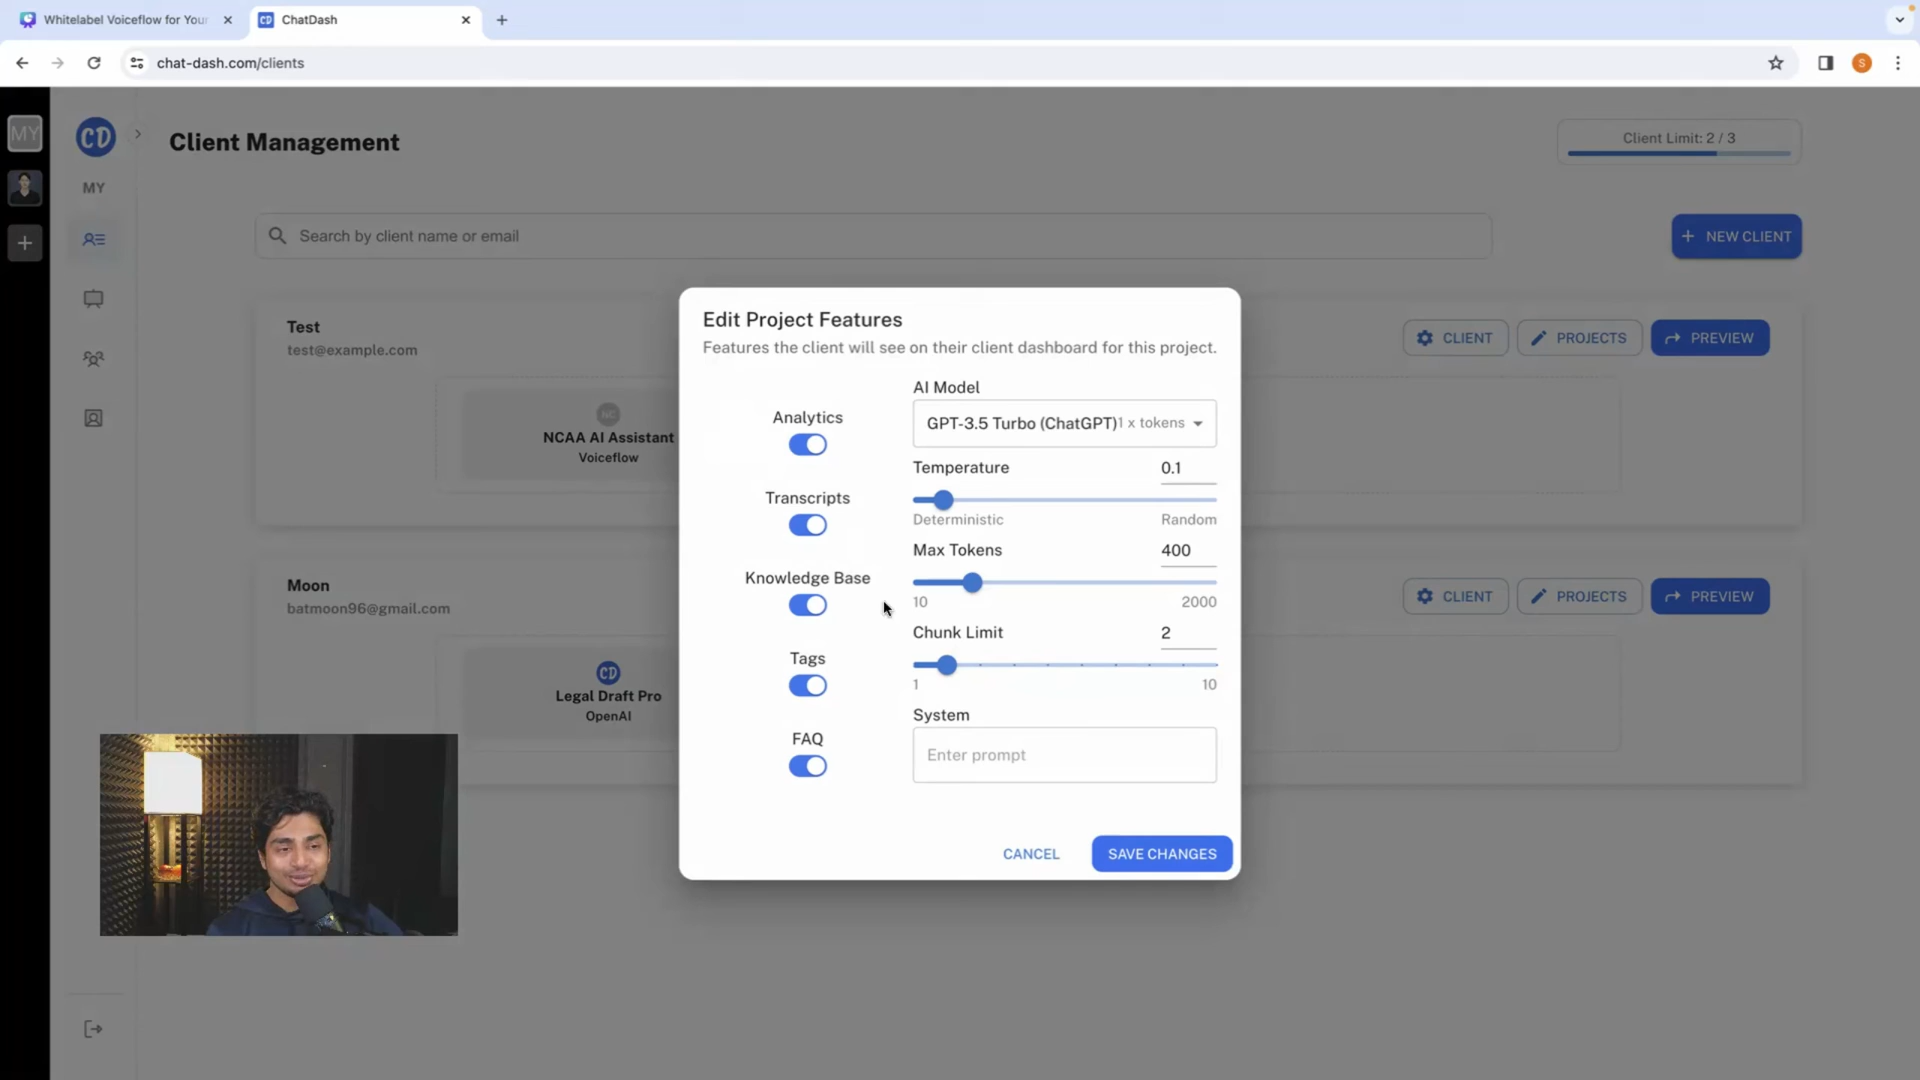 Whitelabel Voiceflow for Your
ChatDash
chat-dash.com/clients
S
MY
CD
Client Management
Client Limit: 2 / 3
MY
Search by client name or email
+ NEW CLIENT
Test
test@example.com
CLIENT
PROJECTS
PREVIEW
NC
NCAA AI Assistant
Voiceflow
Moon
batmoon96@gmail.com
CLIENT
PROJECTS
PREVIEW
CD
Legal Draft Pro
OpenAI
Edit Project Features
Features the client will see on their client dashboard for this project.
Analytics
Transcripts
Knowledge Base
Tags
FAQ
AI Model
GPT-3.5 Turbo (ChatGPT) 1 x tokens
Temperature 0.1
Deterministic Random
Max Tokens 400
10 2000
Chunk Limit 2
1 10
System
Enter prompt
CANCEL
SAVE CHANGES